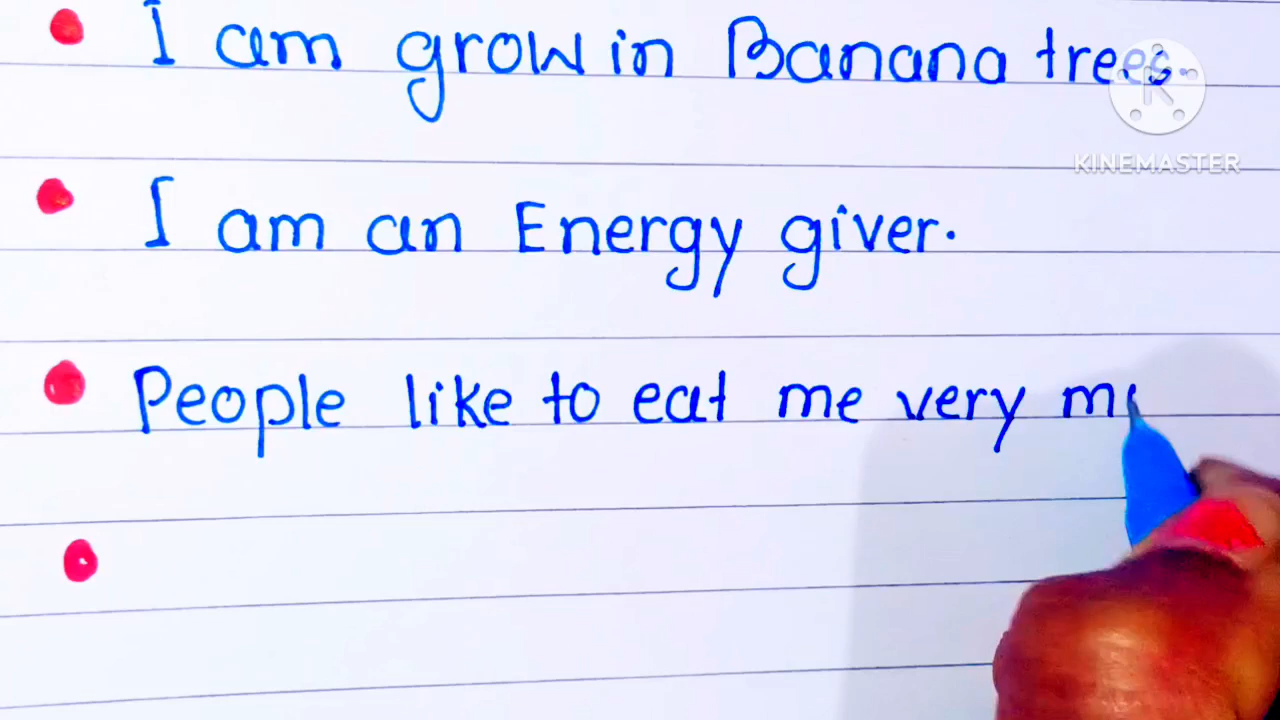 I am grow in Banana trees.
KINEMASTER
I am an Energy giver.
People like to eat me very